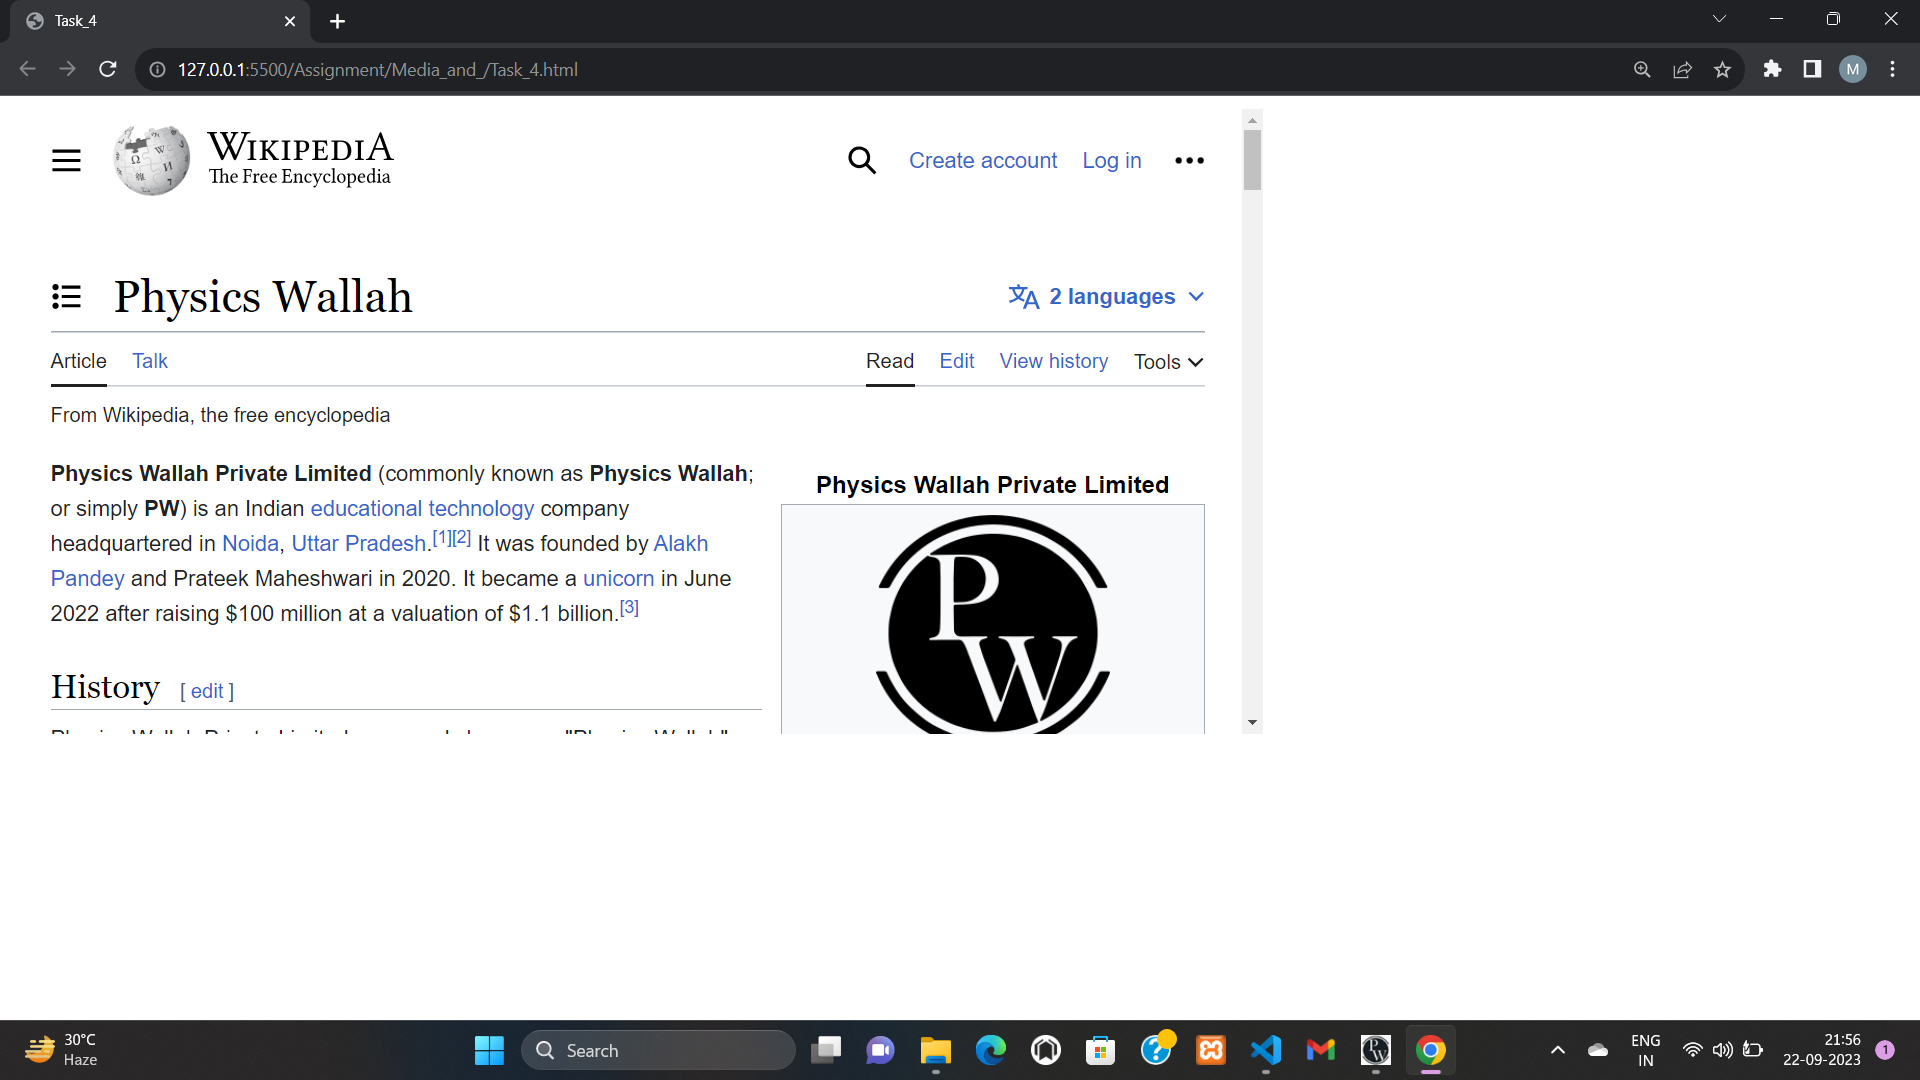 Task_4
127.0.0.1:5500/Assignment/Media_and_/Task_4.html
M
WIKIPEDIA
The Free Encyclopedia
Create account Log in
Physics Wallah
2 languages
Article Talk Read Edit View history Tools
From Wikipedia, the free encyclopedia
Physics Wallah Private Limited (commonly known as Physics Wallah;
or simply PW) is an Indian educational technology company
headquartered in Noida, Uttar Pradesh.[1][2] It was founded by Alakh
Pandey and Prateek Maheshwari in 2020. It became a unicorn in June
2022 after raising $100 million at a valuation of $1.1 billion.[3]
Physics Wallah Private Limited
PW
History [ edit ]
30°C
Haze
Search
ENG
IN
21:56
22-09-2023
1